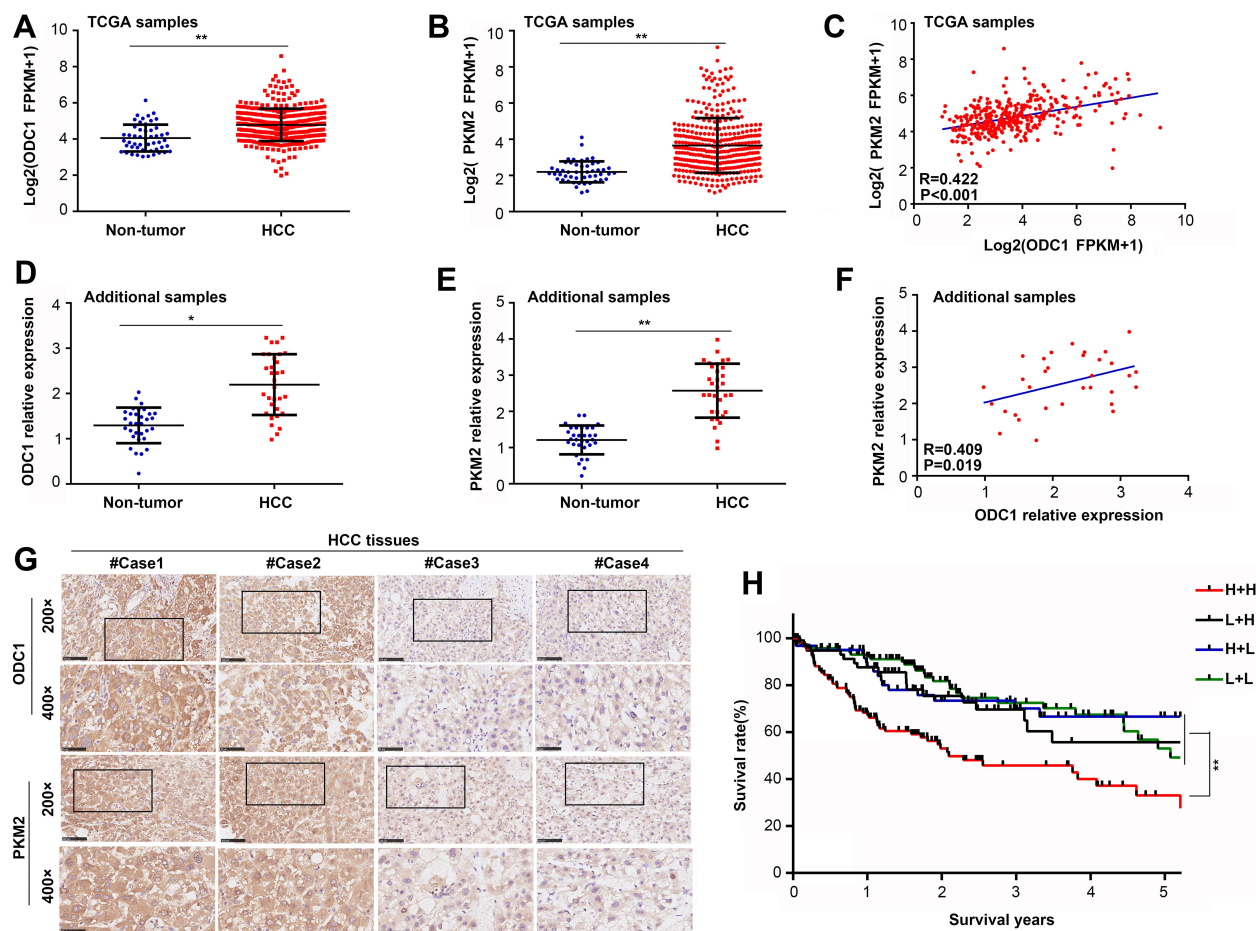 A
TCGA samples
**
Log2(ODC1 FPKM+1)
10
8
6
4
2
0
Non-tumor
HCC
B
TCGA samples
**
Log2( PKM2 FPKM+1)
10
8
6
4
2
0
Non-tumor
HCC
C
TCGA samples
Log2( PKM2 FPKM+1)
10
8
6
4
2
0
R=0.422
P<0.001
0 2 4 6 8 10
Log2(ODC1 FPKM+1)
D
Additional samples
*
ODC1 relative expression
4
3
2
1
0
Non-tumor
HCC
E
Additional samples
**
PKM2 relative expression
5
4
3
2
1
0
Non-tumor
HCC
F
Additional samples
PKM2 relative expression
5
4
3
2
1
0
R=0.409
P=0.019
0 1 2 3 4
ODC1 relative expression
G
HCC tissues
#Case1 #Case2 #Case3 #Case4
ODC1
200×
400×
PKM2
200×
400×
H
H+H
L+H
H+L
L+L
**
Suvival rate(%)
100
80
60
40
20
0
0 1 2 3 4 5
Survival years